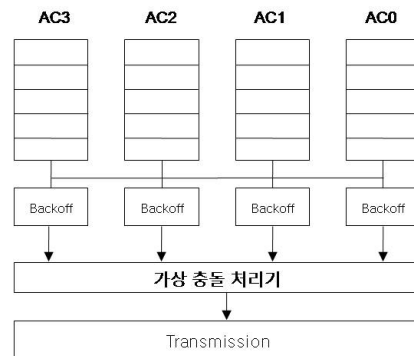 AC3 AC2 AC1 AC0
Backoff Backoff Backoff Backoff
가상 충돌 처리기
Transmission